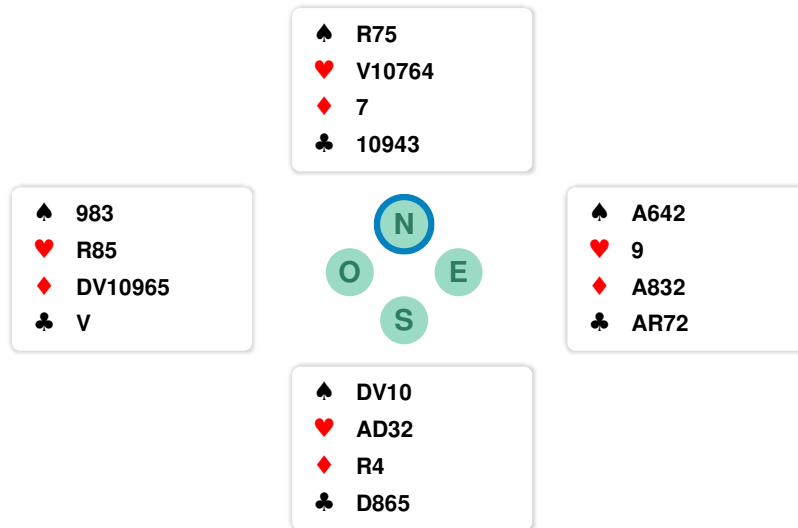 ♠ R75
♥ V10764
♦ 7
♣ 10943
♠ 983
♥ R85
♦ DV10965
♣ V
N
O E
S
♠ A642
♥ 9
♦ A832
♣ AR72
♠ DV10
♥ AD32
♦ R4
♣ D865